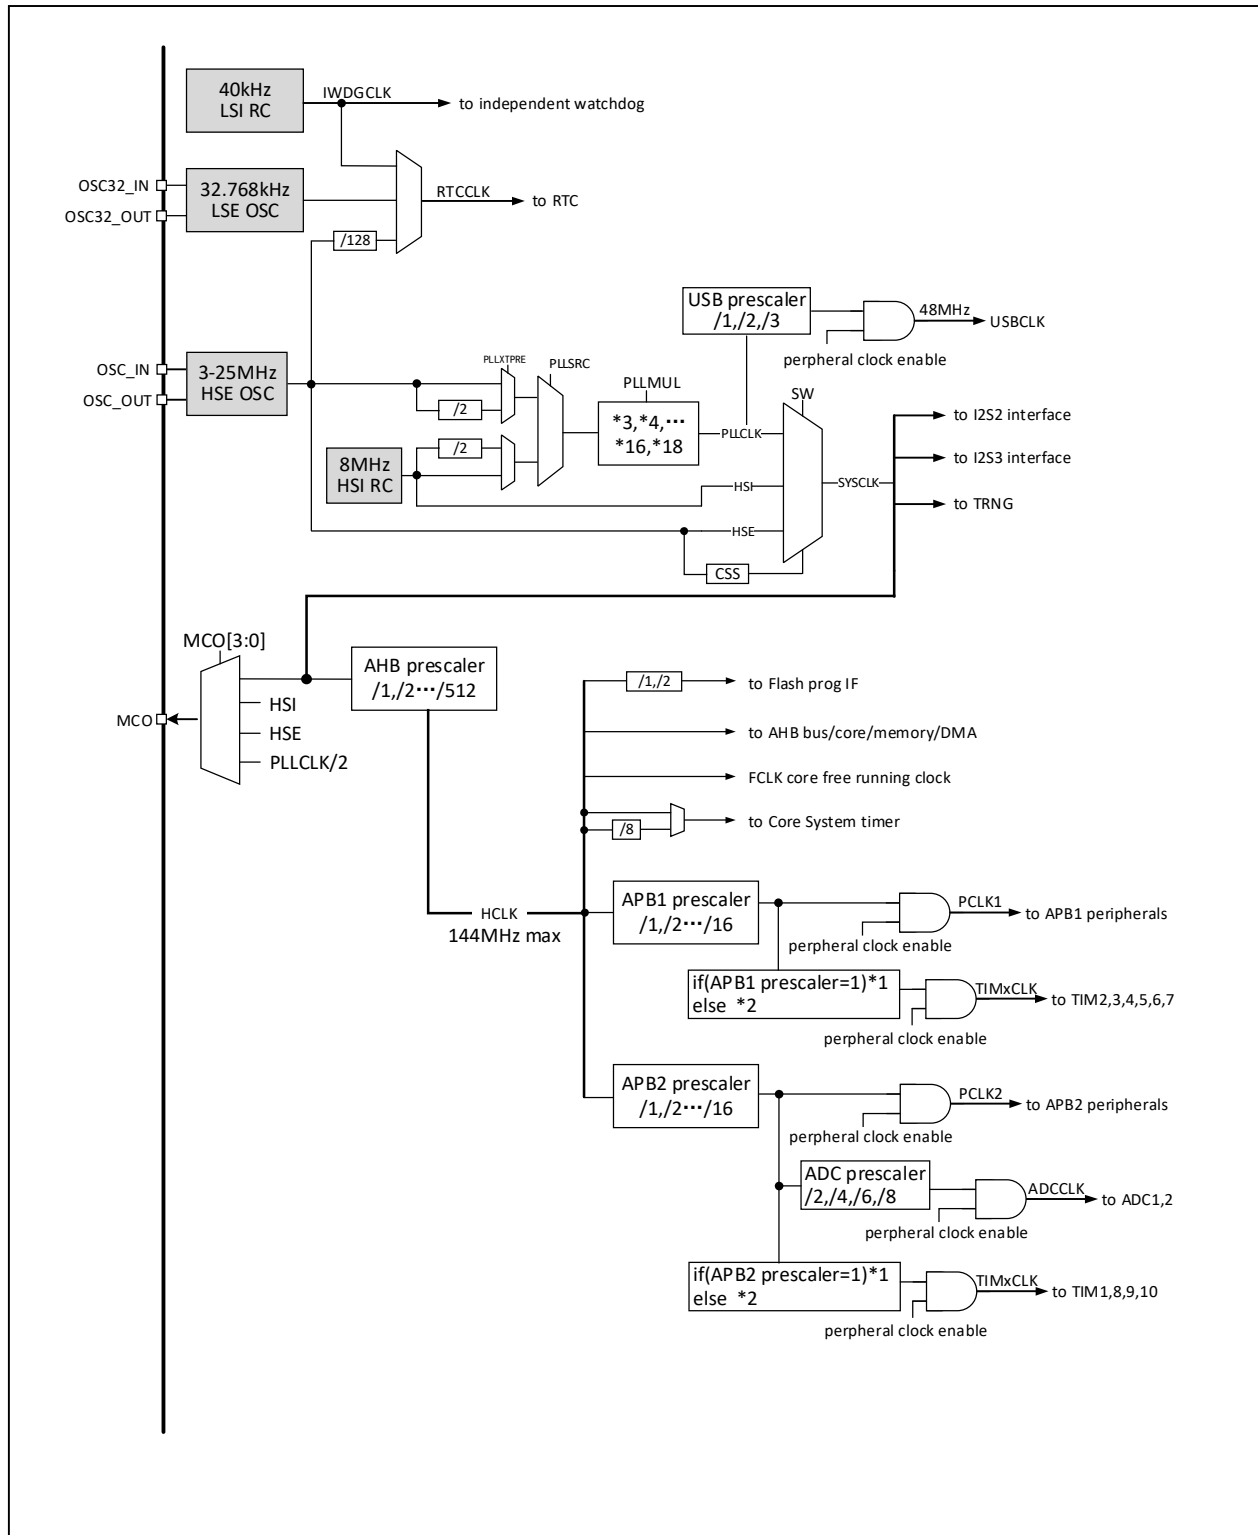 40kHz
LSI RC
IWDGCLK
to independent watchdog
OSC32_IN
OSC32_OUT
32.768kHz
LSE OSC
RTCCLK
to RTC
/128
USB prescaler
/1,/2,/3
48MHz
USBCLK
perpheral clock enable
OSC_IN
OSC_OUT
3-25MHz
HSE OSC
PLLXTPRE
PLLSRC
/2
PLLMUL
*3,*4,···
*16,*18
PLLCLK
SW
/2
8MHz
HSI RC
HSI
HSE
CSS
SYSCLK
to I2S2 interface
to I2S3 interface
to TRNG
MCO[3:0]
MCO
HSI
HSE
PLLCLK/2
AHB prescaler
/1,/2···/512
/1,/2
to Flash prog IF
to AHB bus/core/memory/DMA
FCLK core free running clock
/8
to Core System timer
HCLK
144MHz max
APB1 prescaler
/1,/2···/16
PCLK1
to APB1 peripherals
perpheral clock enable
if(APB1 prescaler=1)*1
else *2
TIMxCLK
to TIM2,3,4,5,6,7
perpheral clock enable
APB2 prescaler
/1,/2···/16
PCLK2
to APB2 peripherals
perpheral clock enable
ADC prescaler
/2,/4,/6,/8
ADCCLK
to ADC1,2
perpheral clock enable
if(APB2 prescaler=1)*1
else *2
TIMxCLK
to TIM1,8,9,10
perpheral clock enable